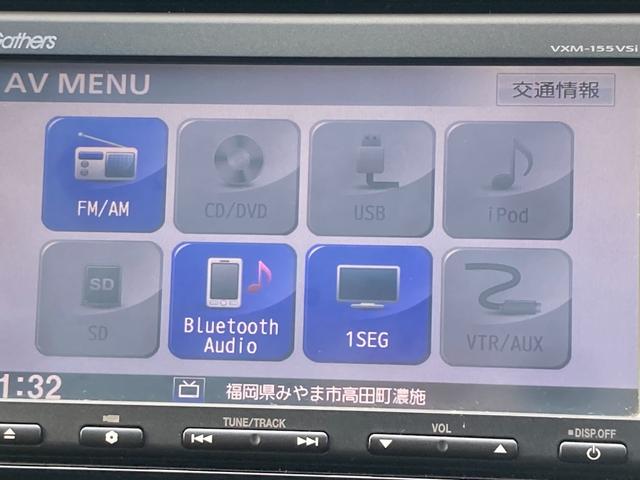 Gathers
VXM-155VSi
AV MENU
交通情報
FM/AM
CD/DVD
USB
iPod
SD
SD
Bluetooth
Audio
1SEG
VTR/AUX
1:32
福岡県みやま市高田町濃施
TUNE/TRACK
VOL
DISP.OFF